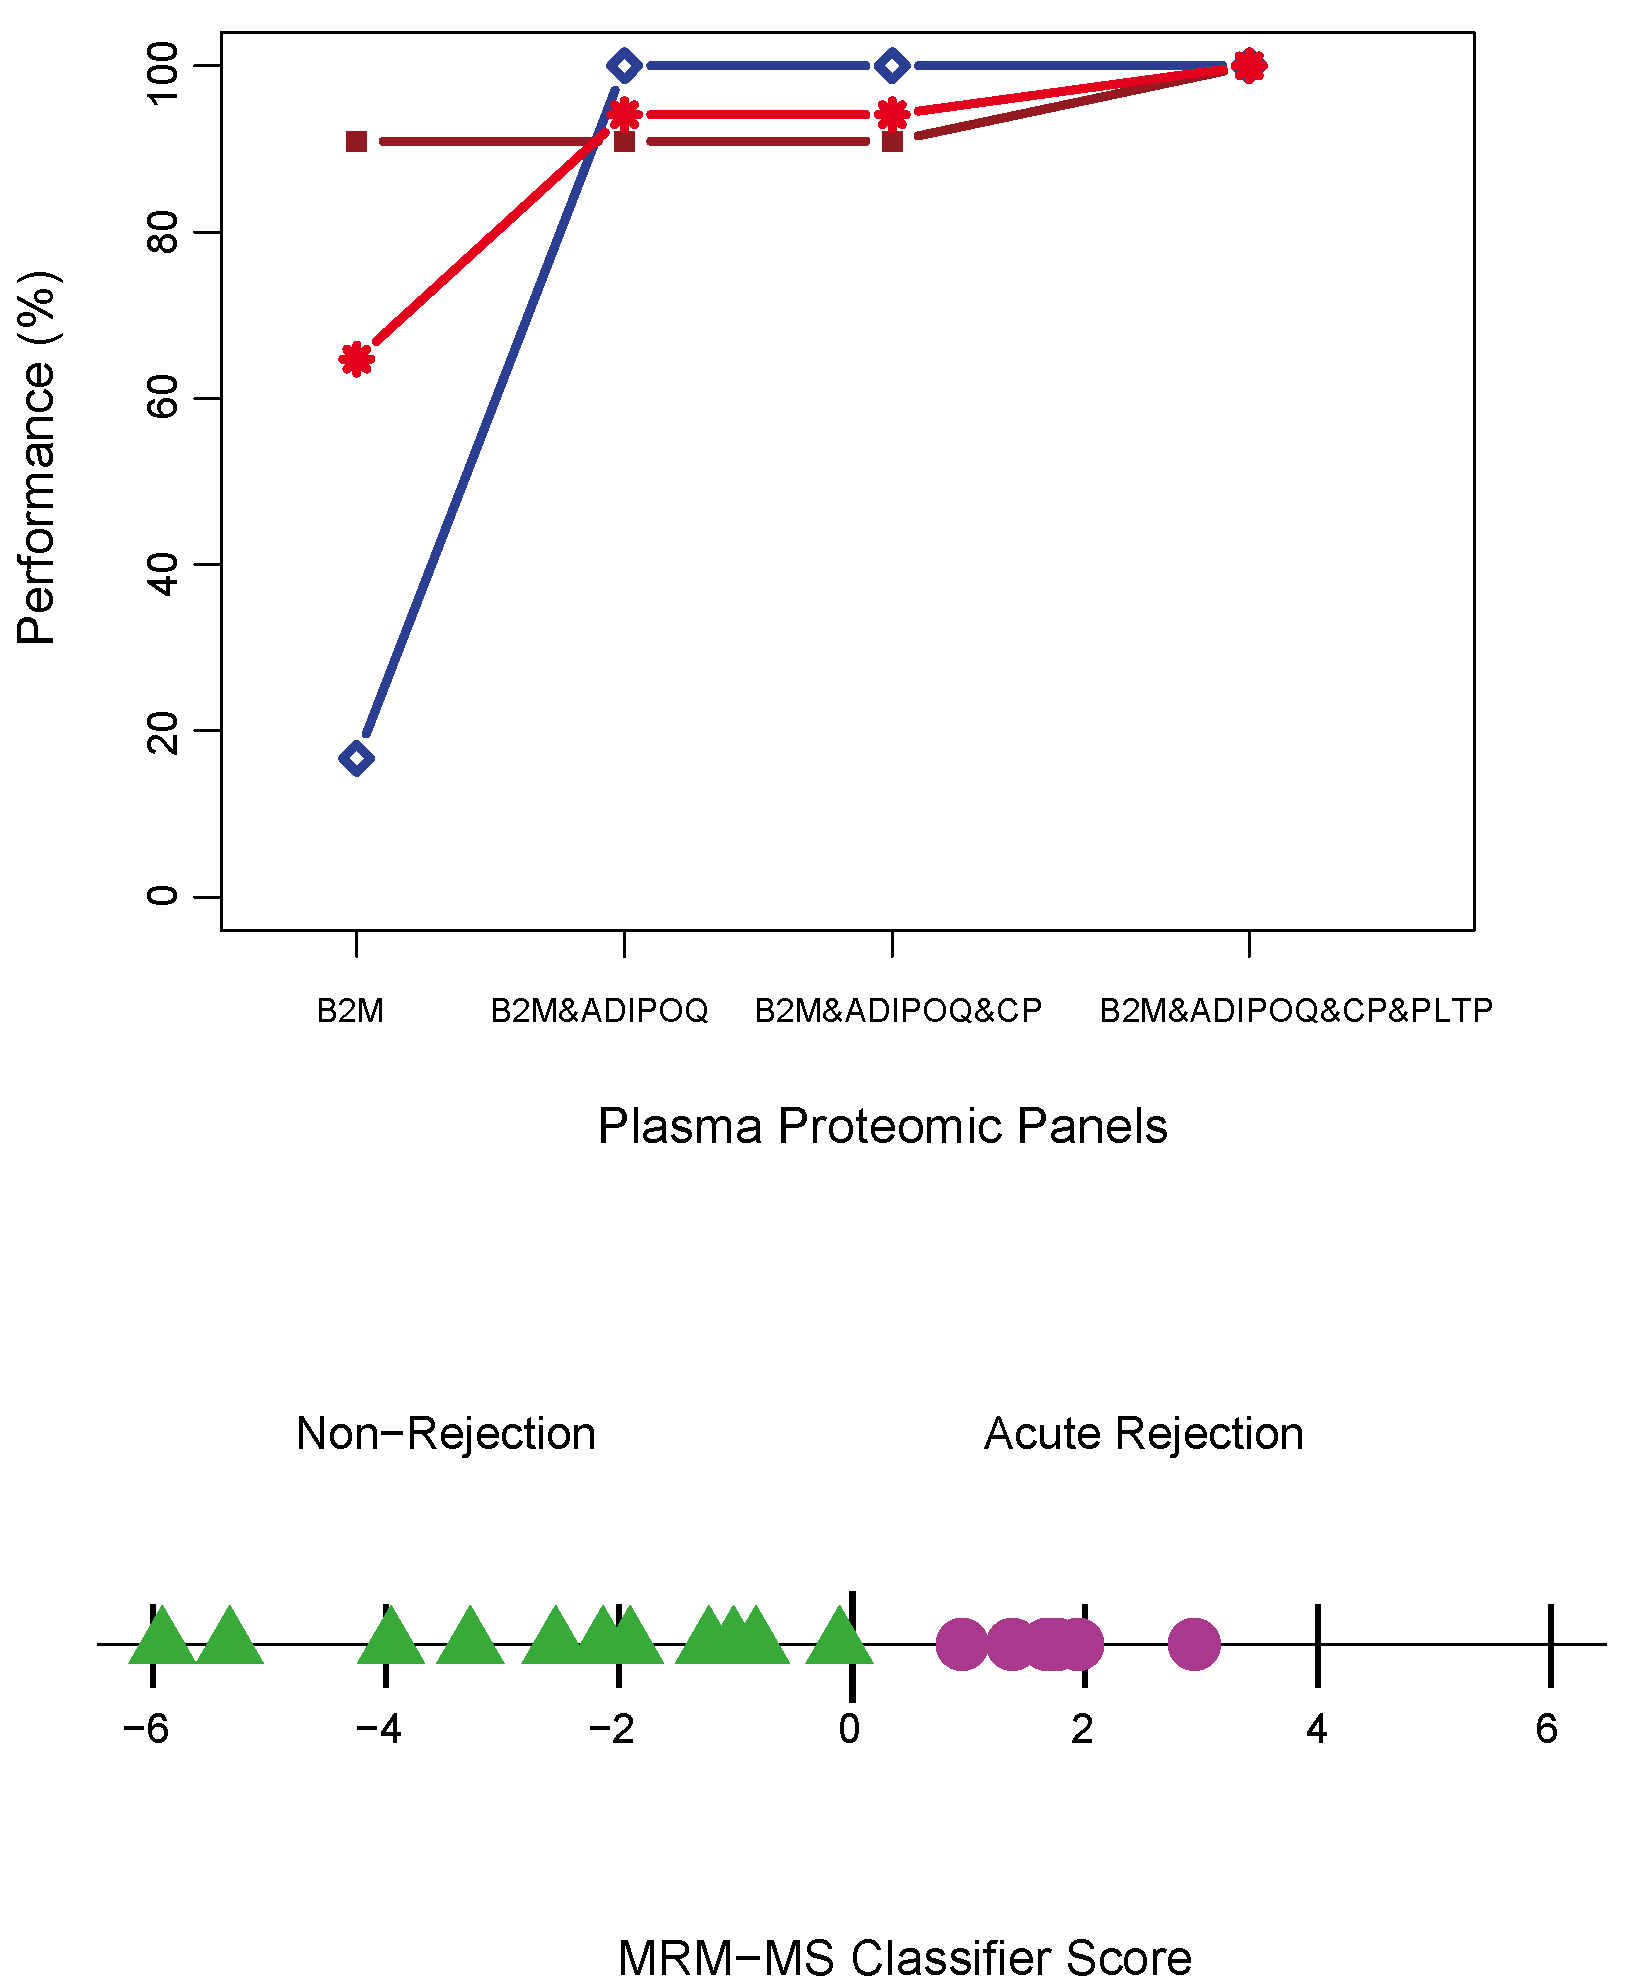 100
80
60
40
20
0
Performance (%)
B2M B2M&ADIPOQ B2M&ADIPOQ&CP B2M&ADIPOQ&CP&PLTP
Plasma Proteomic Panels
Non−Rejection Acute Rejection
−6 −4 −2 0 2 4 6
MRM−MS Classifier Score